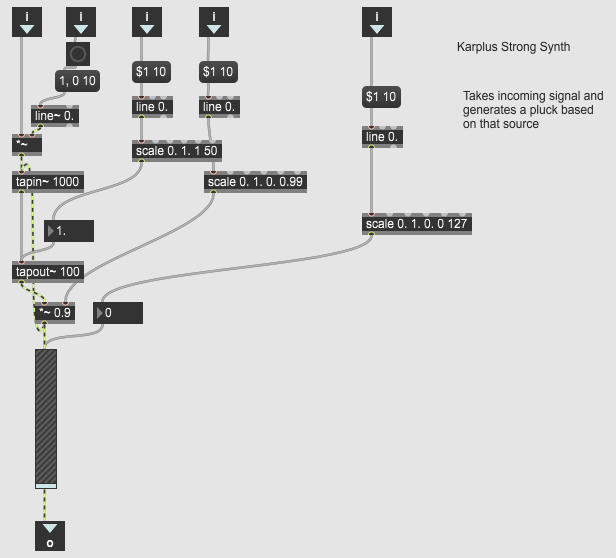 i i i i i
Karplus Strong Synth
$1 10 $1 10
1, 0 10
$1 10
Takes incoming signal and
generates a pluck based
on that source
line~ 0. line 0. line 0.
line 0.
*~
scale 0. 1. 1 50
tapin~ 1000
scale 0. 1. 0. 0.99
scale 0. 1. 0. 0 127
1.
tapout~ 100
*~ 0.9
0
o